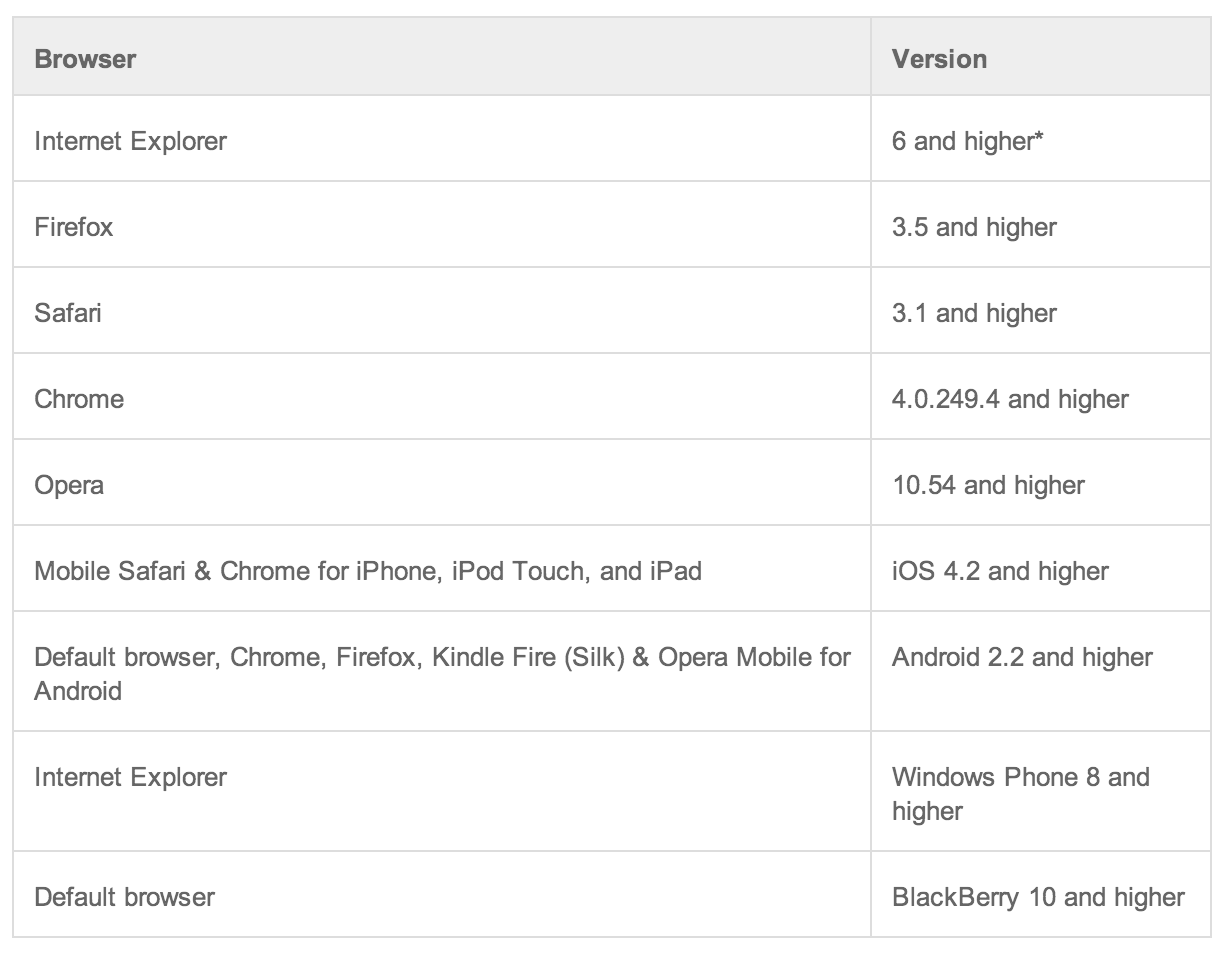 Browser
Version
Internet Explorer
6 and higher*
Firefox
3.5 and higher
Safari
3.1 and higher
Chrome
4.0.249.4 and higher
Opera
10.54 and higher
Mobile Safari & Chrome for iPhone, iPod Touch, and iPad
iOS 4.2 and higher
Default browser, Chrome, Firefox, Kindle Fire (Silk) & Opera Mobile for
Android
Android 2.2 and higher
Internet Explorer
Windows Phone 8 and
higher
Default browser
BlackBerry 10 and higher